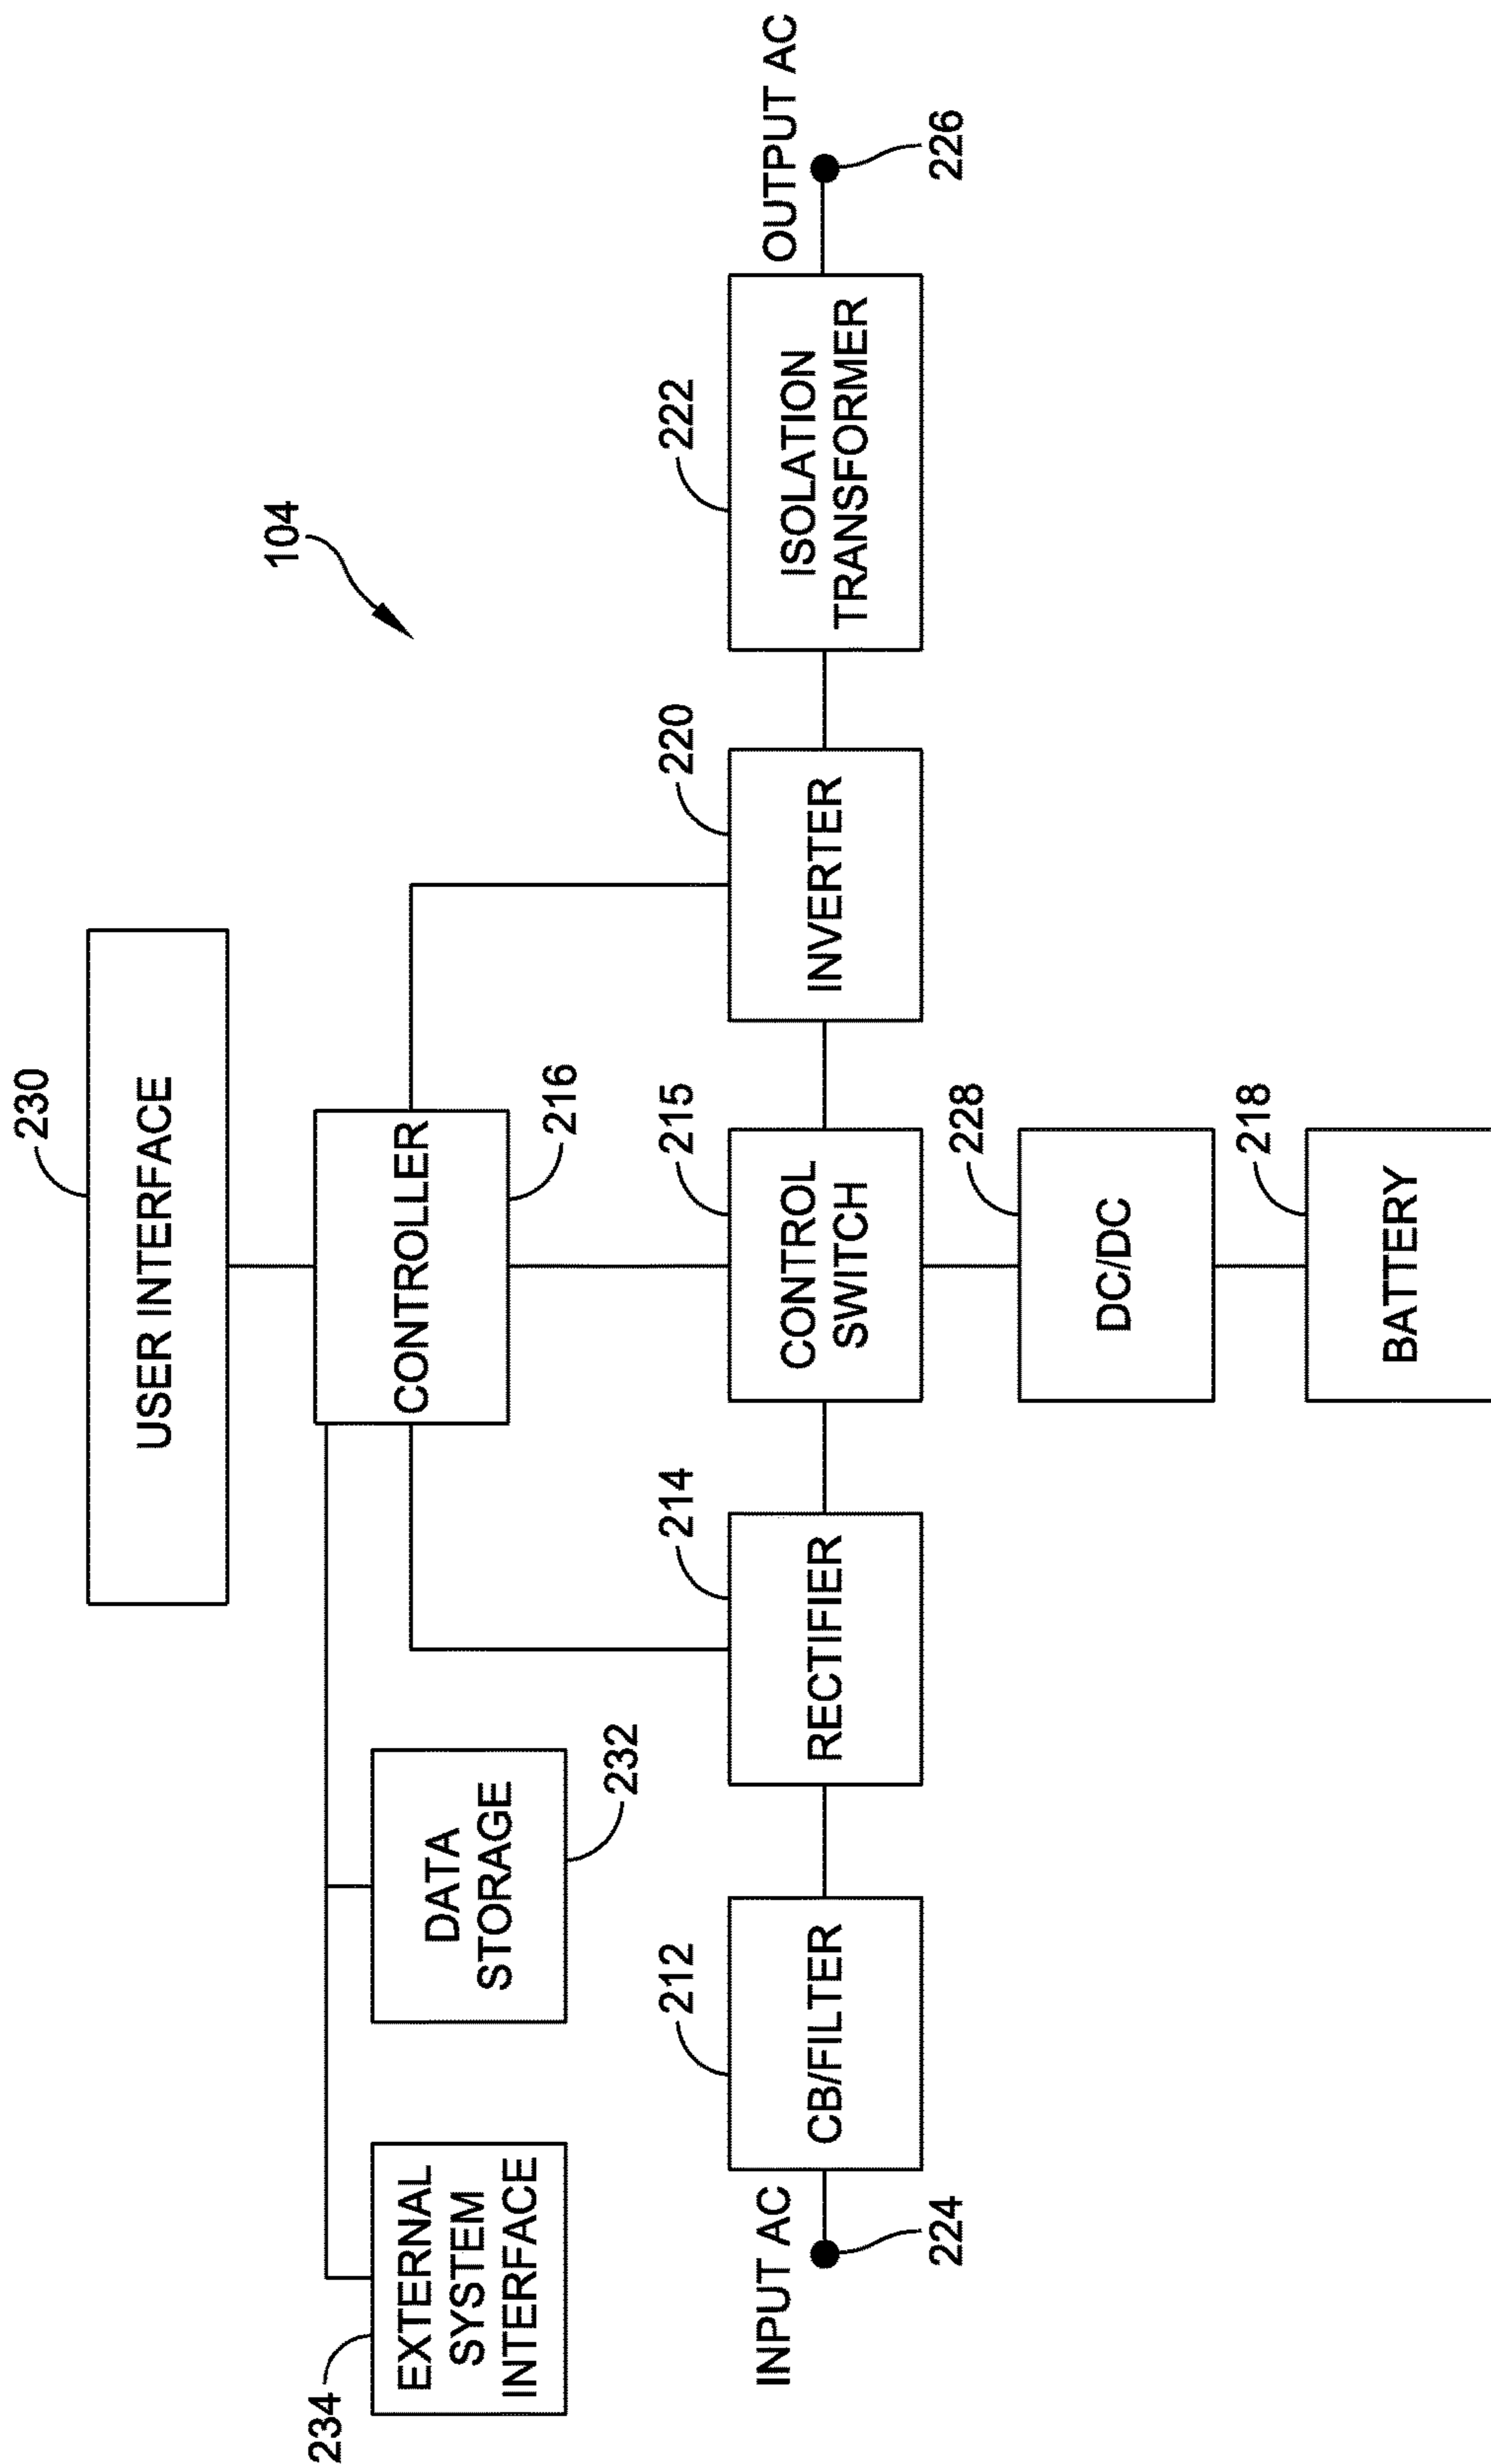 230
USER INTERFACE
104
234
EXTERNAL
SYSTEM
INTERFACE
DATA
STORAGE
232
CONTROLLER
216
INPUT AC
224
212
CB/FILTER
214
RECTIFIER
215
CONTROL
SWITCH
220
INVERTER
222
ISOLATION
TRANSFORMER
OUTPUT AC
226
228
DC/DC
218
BATTERY